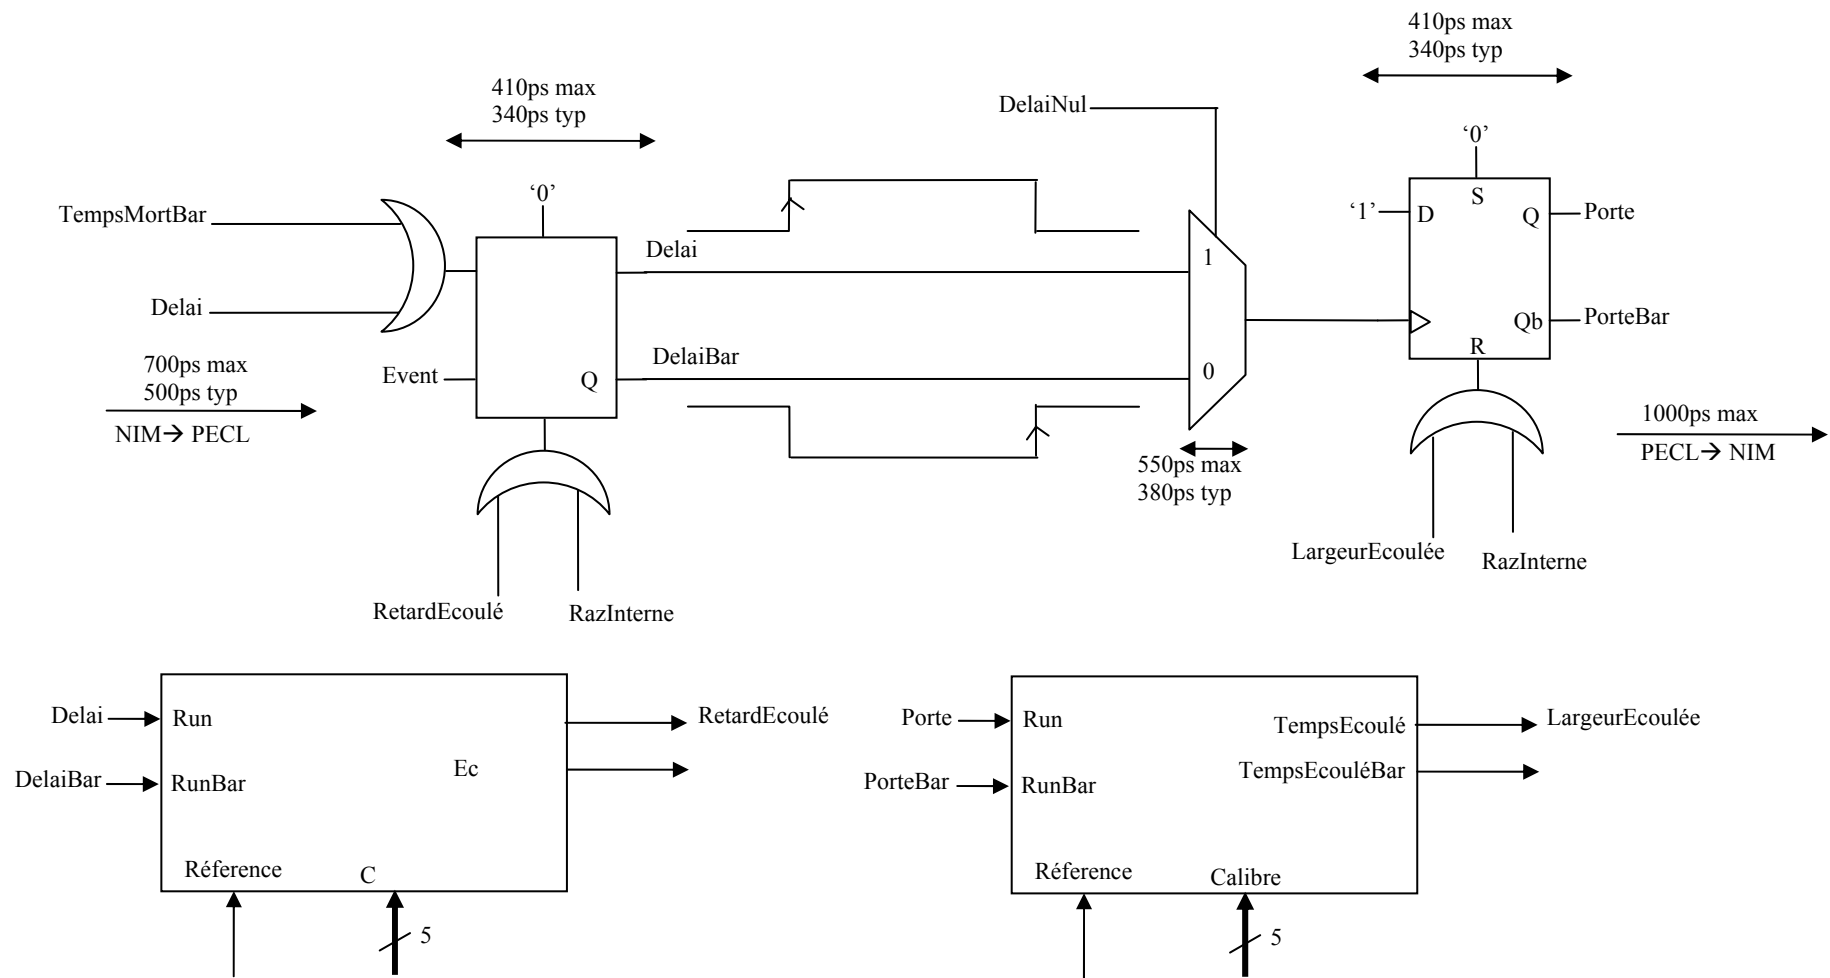 410ps max
340ps typ
410ps max
340ps typ
DelaiNul
‘0’
‘0’
TempsMortBar
‘1’
D
S
Q
Porte
Delai
1
Delai
Qb
PorteBar
DelaiBar
R
700ps max
500ps typ
NIM→ PECL
Event
Q
0
1000ps max
PECL→ NIM
550ps max
380ps typ
LargeurEcoulée
RazInterne
RetardEcoulé
RazInterne
Delai
Run
RetardEcoulé
DelaiBar
RunBar
Ec
Réference
C
5
Porte
Run
TempsEcoulé
LargeurEcoulée
PorteBar
RunBar
TempsEcouléBar
Réference
Calibre
5